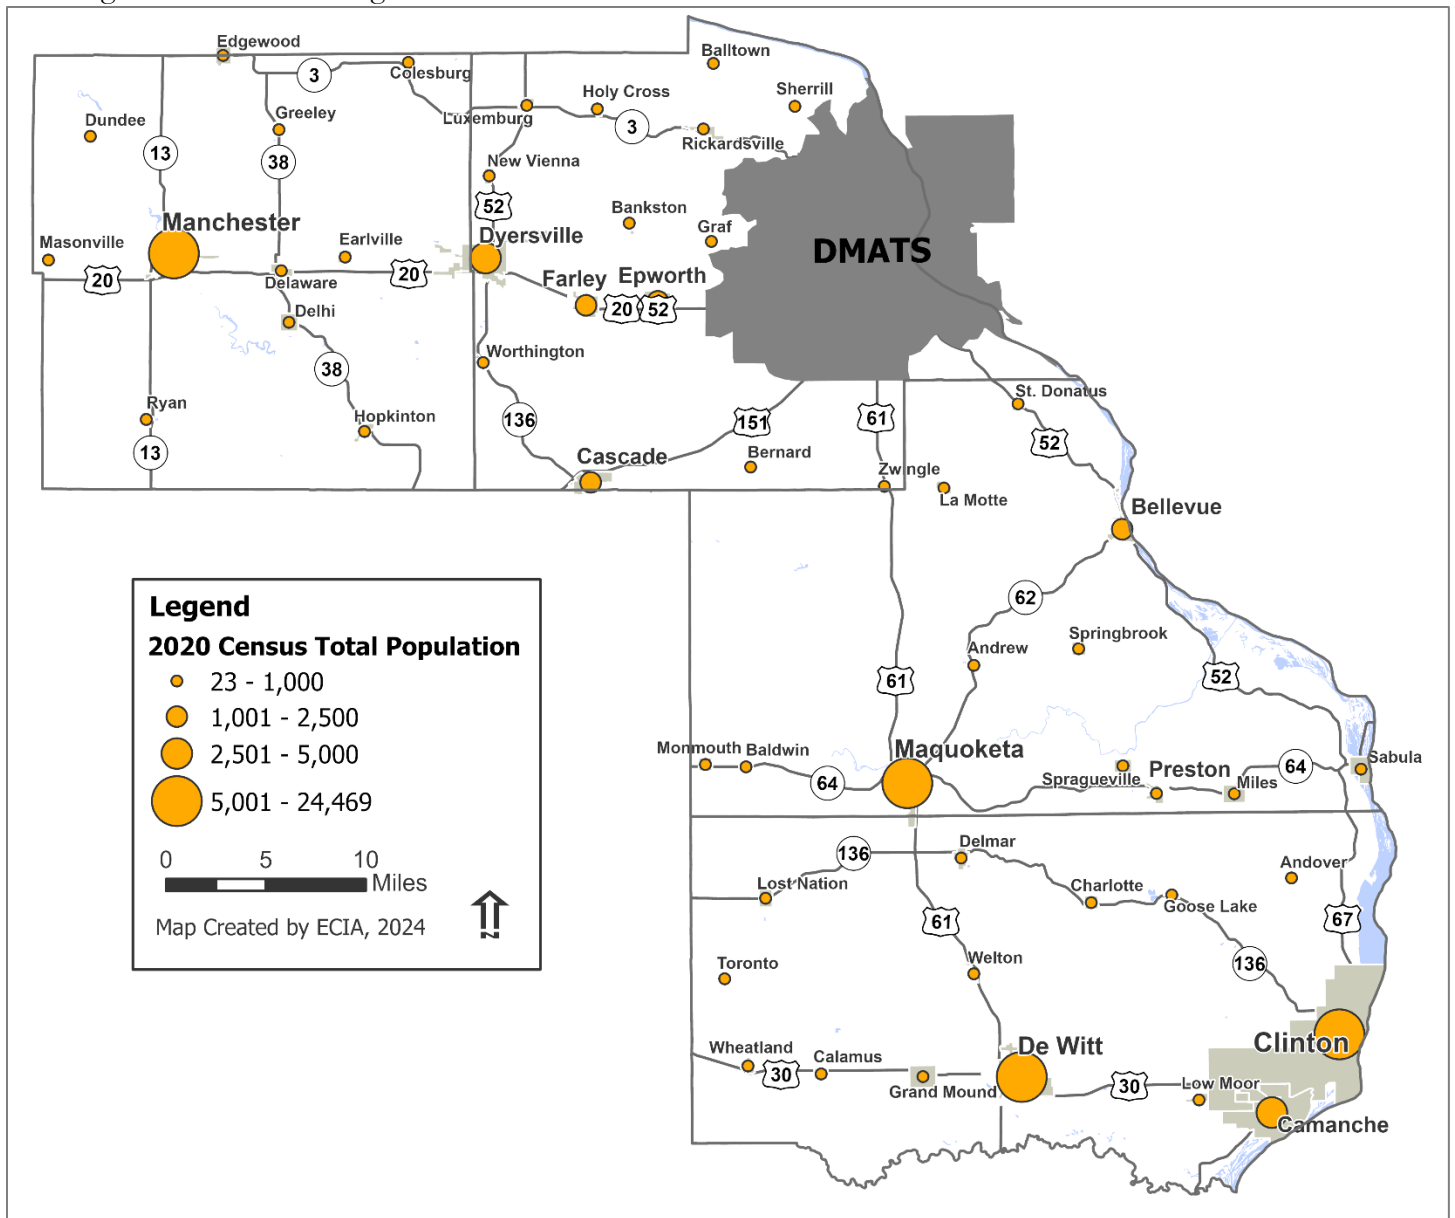 Edgewood
Balltown
Colesburg
3
Sherrill
Holy Cross
Greeley
Luxemburg
Dundee
3
Rickardsville
13
38
New Vienna
52
Bankston
Manchester
Graf
Dyersville
Masonville
Earlville
DMATS
20
Delaware
20
Farley
Epworth
20
52
Delhi
Worthington
38
Ryan
Hopkinton
136
151
61
St. Donatus
52
13
Cascade
Bernard
Zwingle
La Motte
Bellevue
62
Springbrook
Andrew
61
52
Monmouth
Baldwin
Maquoketa
64
Spragueville
Preston
Miles
64
Sabula
136
Delmar
Andover
Lost Nation
Charlotte
Goose Lake
61
67
Toronto
Welton
136
Clinton
De Witt
Wheatland
30
Calamus
Grand Mound
30
Low Moor
Camanche
Legend
2020 Census Total Population
23 - 1,000
1,001 - 2,500
2,501 - 5,000
5,001 - 24,469
0 5 10
Miles
Map Created by ECIA, 2024
N